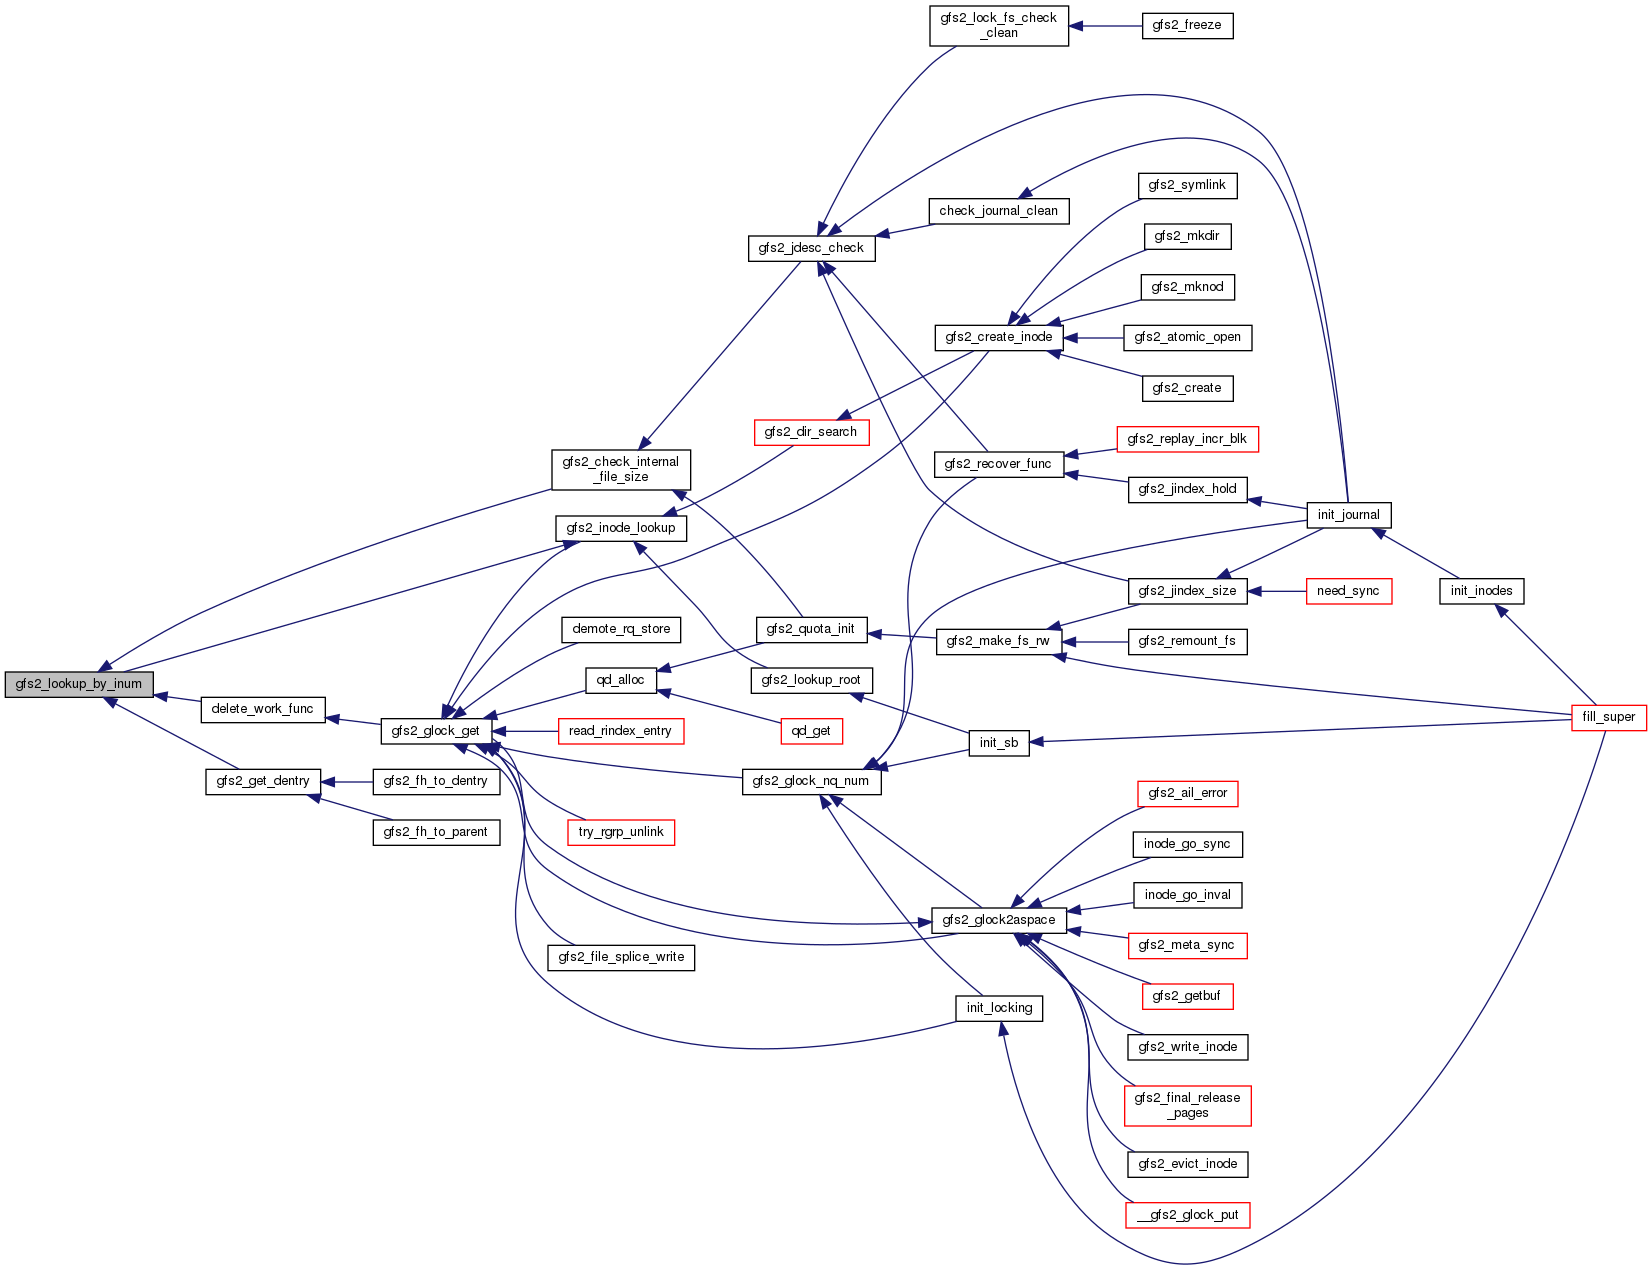 gfs2_lock_fs_check
_clean
gfs2_freeze
gfs2_symlink
check_journal_clean
gfs2_mkdir
gfs2_jdesc_check
gfs2_mknod
gfs2_create_inode
gfs2_atomic_open
gfs2_create
gfs2_dir_search
gfs2_replay_incr_blk
gfs2_check_internal
_file_size
gfs2_recover_func
gfs2_jindex_hold
init_journal
gfs2_inode_lookup
gfs2_jindex_size
need_sync
init_inodes
demote_rq_store
gfs2_quota_init
gfs2_make_fs_rw
gfs2_remount_fs
gfs2_lookup_by_inum
qd_alloc
gfs2_lookup_root
delete_work_func
fill_super
gfs2_glock_get
read_rindex_entry
qd_get
init_sb
gfs2_get_dentry
gfs2_fh_to_dentry
gfs2_glock_nq_num
gfs2_ail_error
gfs2_fh_to_parent
try_rgrp_unlink
inode_go_sync
inode_go_inval
gfs2_glock2aspace
gfs2_meta_sync
gfs2_file_splice_write
gfs2_getbuf
init_locking
gfs2_write_inode
gfs2_final_release
_pages
gfs2_evict_inode
__gfs2_glock_put